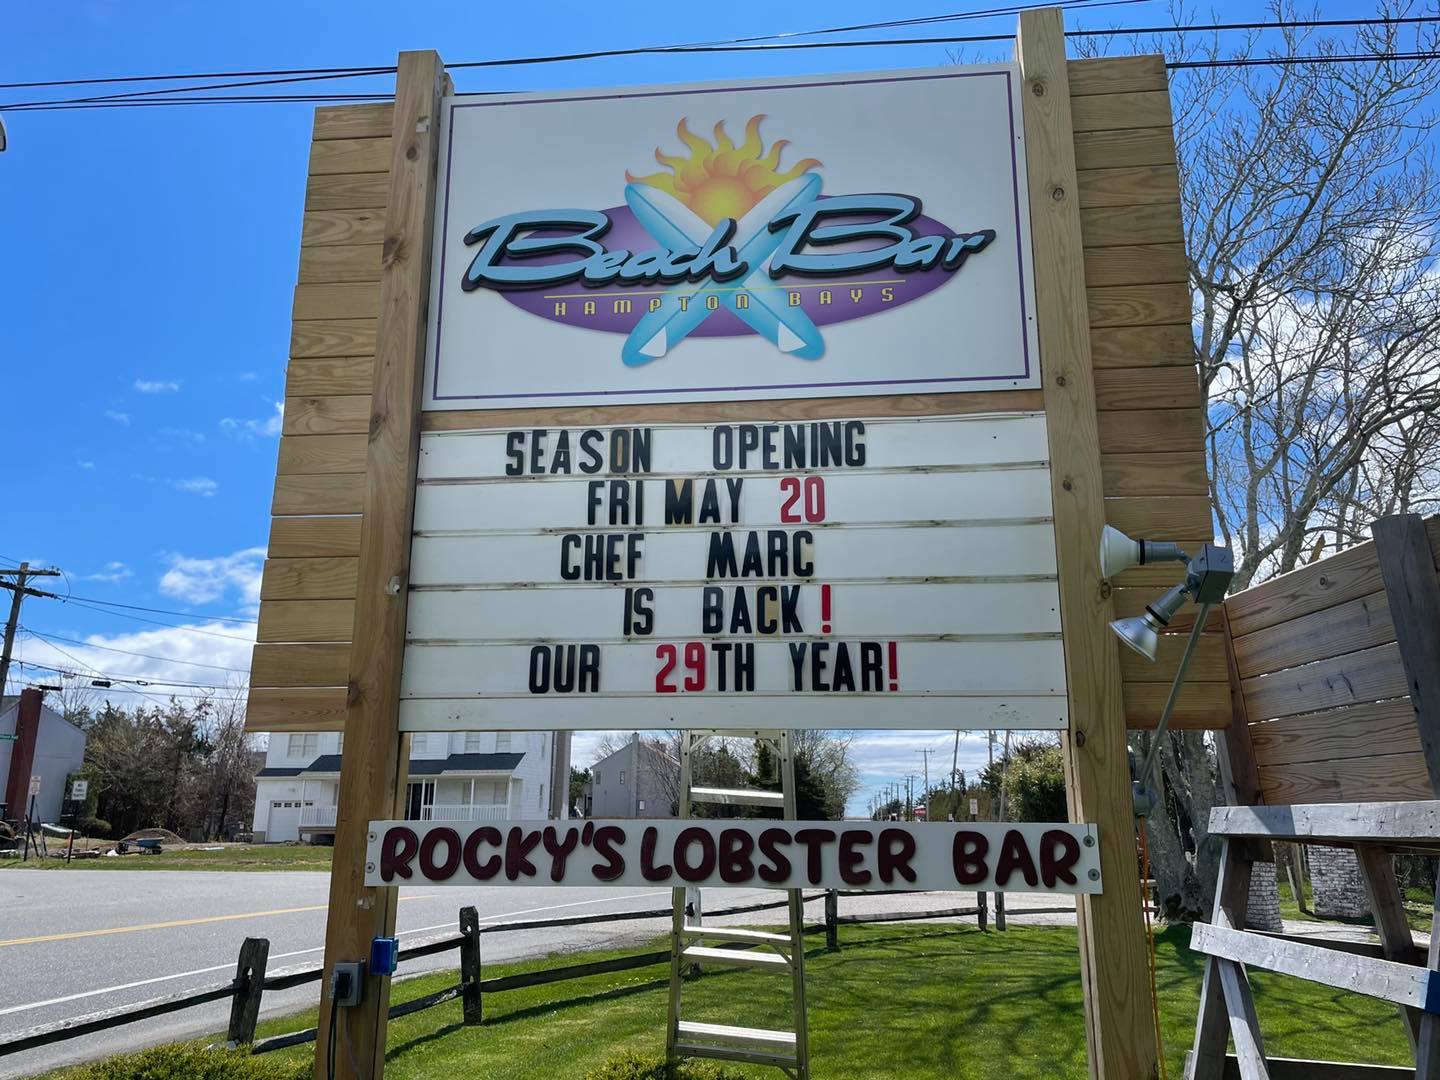 Beach Bar
HAMPTON BAYS
SEASON OPENING
FRI MAY 20
CHEF MARC
IS BACK!
OUR 29TH YEAR!
ROCKY'S LOBSTER BAR